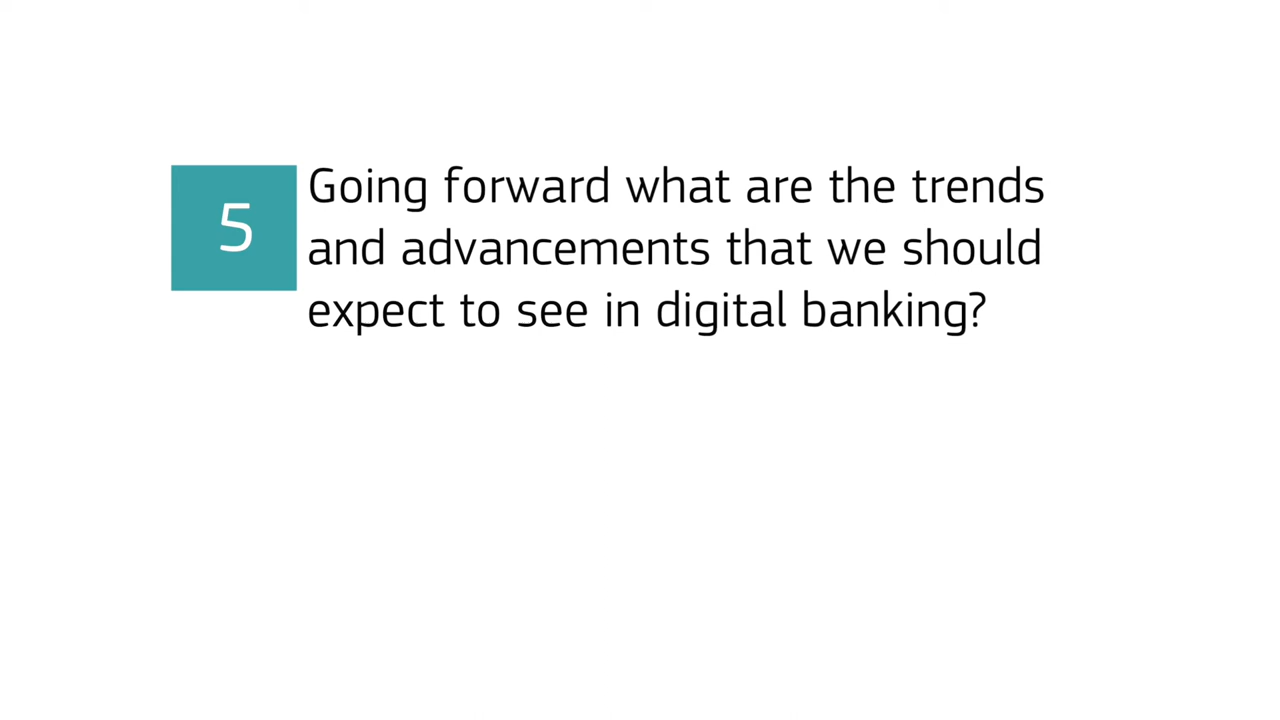 5
Going forward what are the trends
and advancements that we should
expect to see in digital banking?